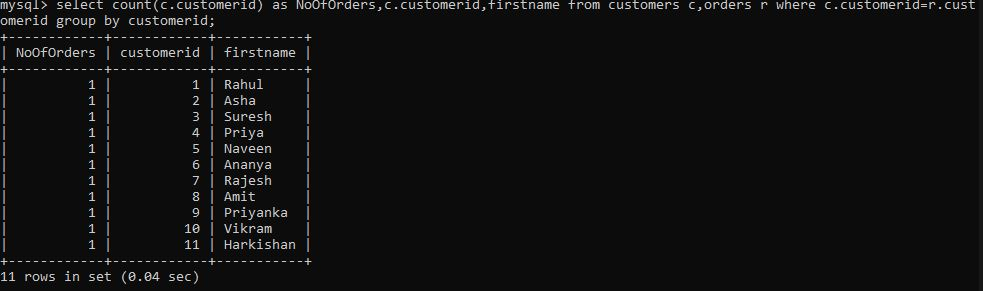 mysql> select count(c.customerid) as NoOfOrders,c.customerid,firstname from customers c,orders r where c.customerid=r.cust
omerid group by customerid;
+------------+------------+-----------+
| NoOfOrders | customerid | firstname |
+------------+------------+-----------+
|          1 |          1 | Rahul     |
|          1 |          2 | Asha      |
|          1 |          3 | Suresh    |
|          1 |          4 | Priya     |
|          1 |          5 | Naveen    |
|          1 |          6 | Ananya    |
|          1 |          7 | Rajesh    |
|          1 |          8 | Amit      |
|          1 |          9 | Priyanka  |
|          1 |         10 | Vikram    |
|          1 |         11 | Harkishan |
+------------+------------+-----------+
11 rows in set (0.04 sec)